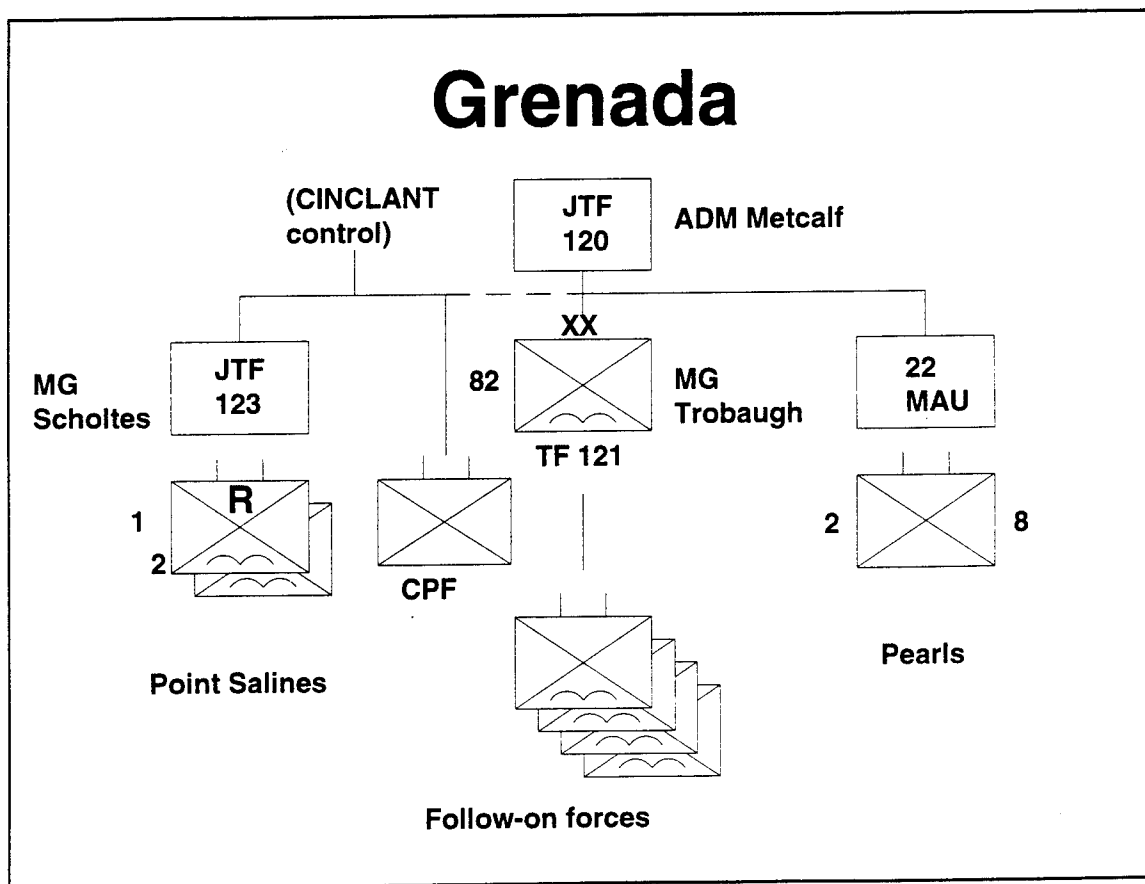 Grenada
(CINCLANT
control)
JTF
120
ADM Metcalf
MG
Scholtes
JTF
123
XX
82
MG
Trobaugh
TF 121
22
MAU
1
2
R
CPF
2
8
Point Salines
Pearls
Follow-on forces